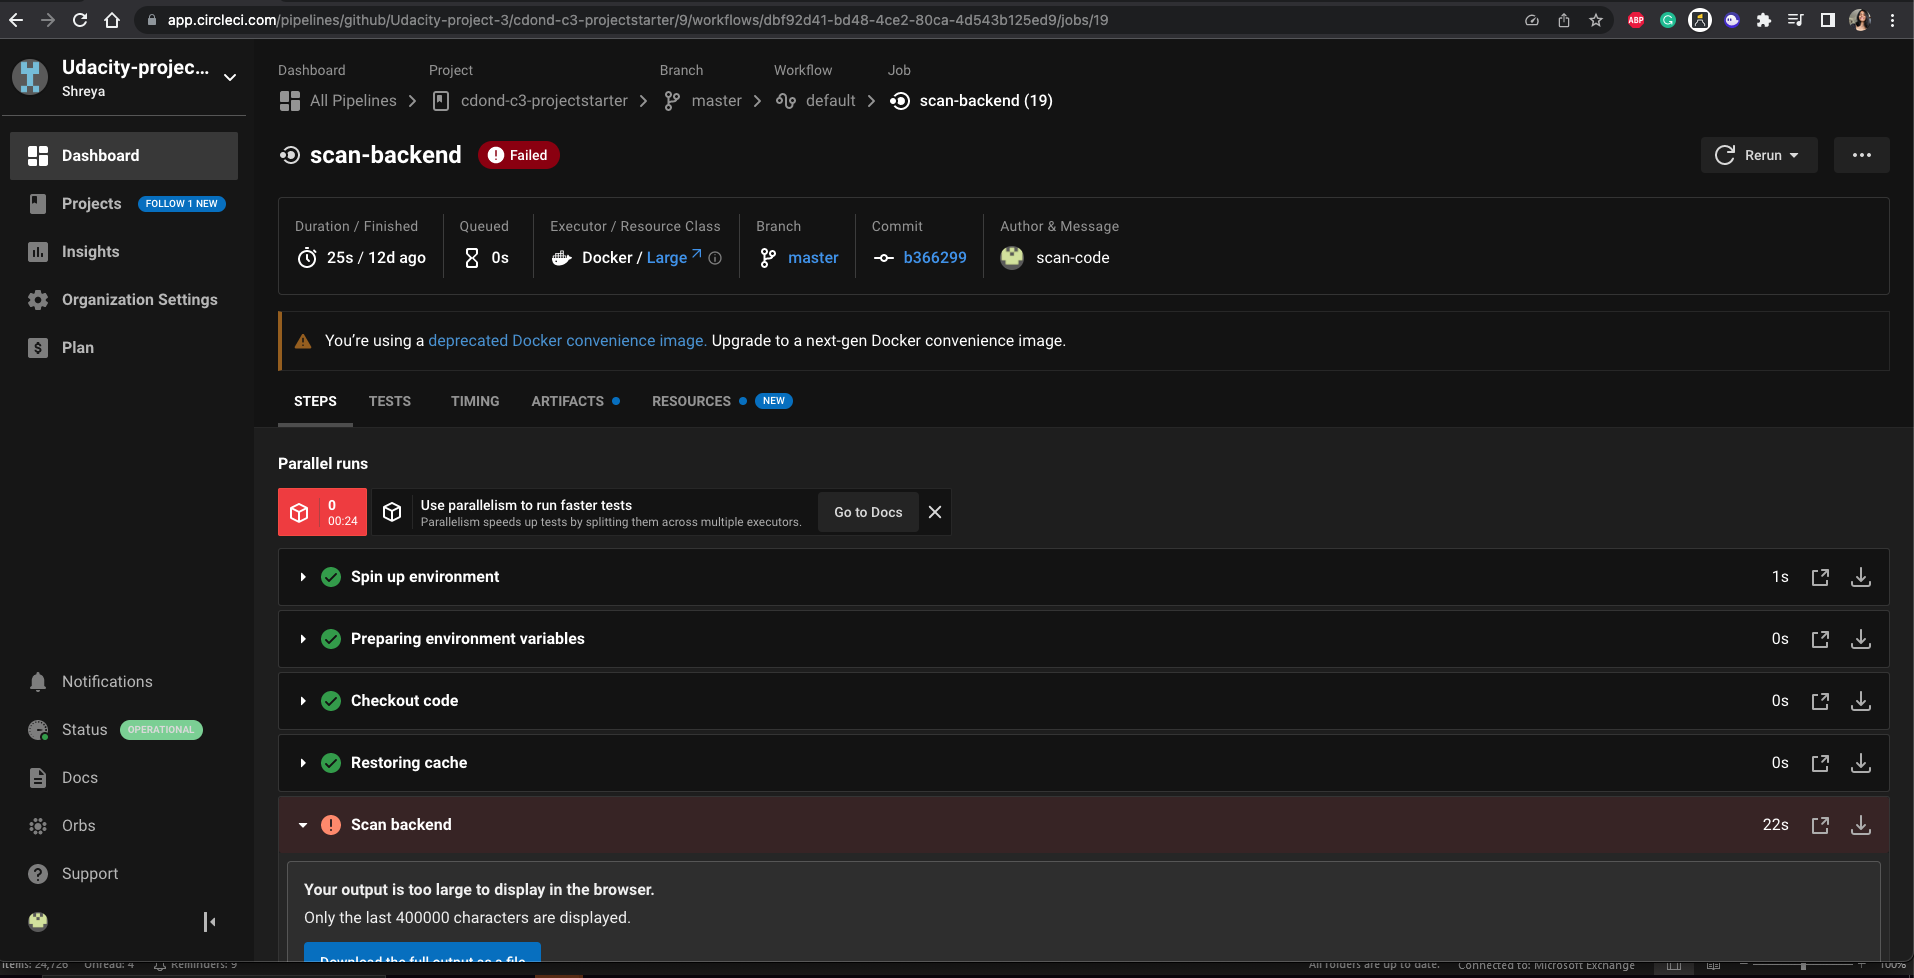 app.circleci.com/pipelines/github/Udacity-project-3/cdond-c3-projectstarter/9/workflows/dbf92d41-bd48-4ce2-80ca-4d543b125ed9/jobs/19
ABP
Udacity-projec...
Shreya
Dashboard
Projects FOLLOW 1 NEW
Insights
Organization Settings
Plan
Notifications
Status OPERATIONAL
Docs
Orbs
Support
Dashboard Project Branch Workflow Job
All Pipelines cdond-c3-projectstarter master default scan-backend (19)
scan-backend Failed
Rerun
Duration / Finished Queued Executor / Resource Class Branch Commit Author & Message
25s / 12d ago 0s Docker / Large master b366299 scan-code
You’re using a deprecated Docker convenience image. Upgrade to a next-gen Docker convenience image.
STEPS TESTS TIMING ARTIFACTS RESOURCES NEW
Parallel runs
0
00:24
Use parallelism to run faster tests
Parallelism speeds up tests by splitting them across multiple executors.
Go to Docs
Spin up environment 1s
Preparing environment variables 0s
Checkout code 0s
Restoring cache 0s
Scan backend 22s
Your output is too large to display in the browser.
Only the last 400000 characters are displayed.
Download the full output as a file
Items: 24,726 Unread: 4 Reminders: 9 All folders are up to date. Connected to: Microsoft Exchange 100%